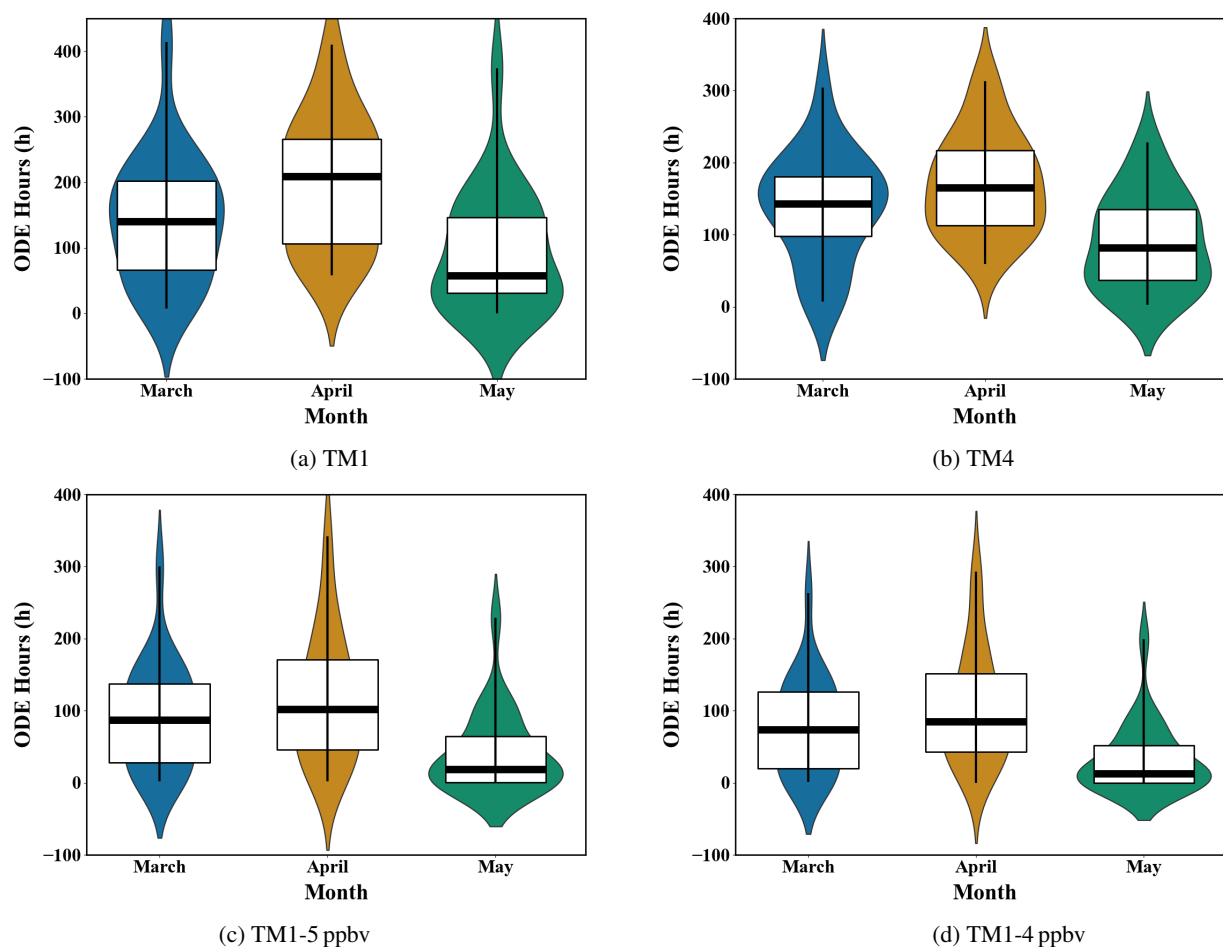 400
300
200
100
0
−100
ODE Hours (h)
March April May
Month
(a) TM1
400
300
200
100
0
−100
ODE Hours (h)
March April May
Month
(b) TM4
400
300
200
100
0
−100
ODE Hours (h)
March April May
Month
(c) TM1-5 ppbv
400
300
200
100
0
−100
ODE Hours (h)
March April May
Month
(d) TM1-4 ppbv